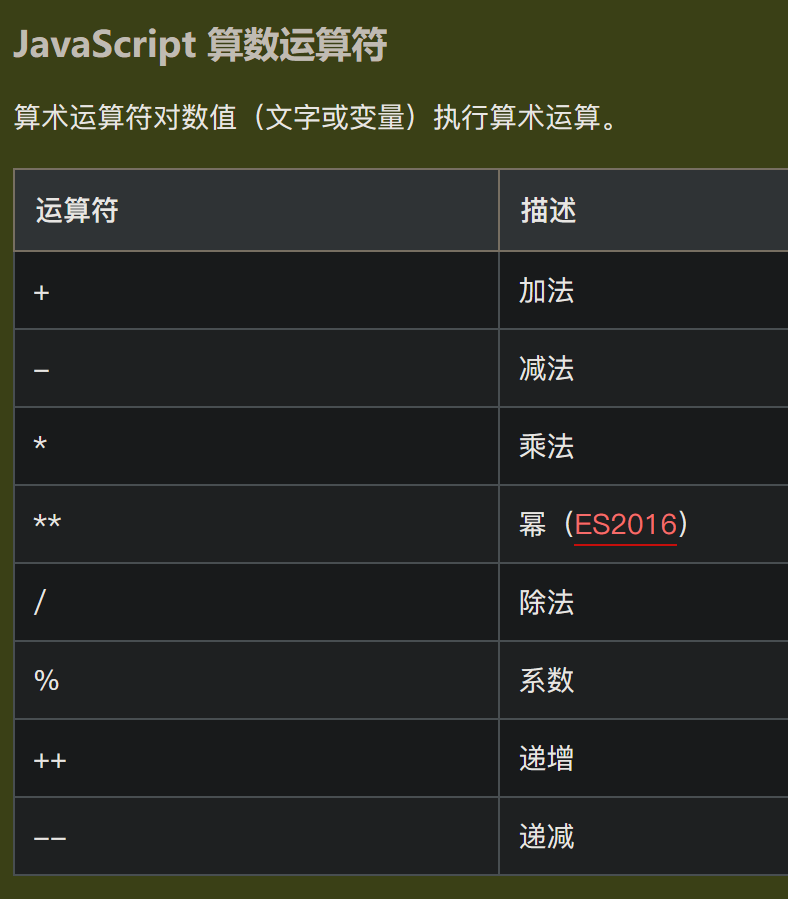 JavaScript 算数运算符
算术运算符对数值（文字或变量）执行算术运算。
运算符 描述
+ 加法
– 减法
* 乘法
** 幂（ES2016）
/ 除法
% 系数
++ 递增
–– 递减